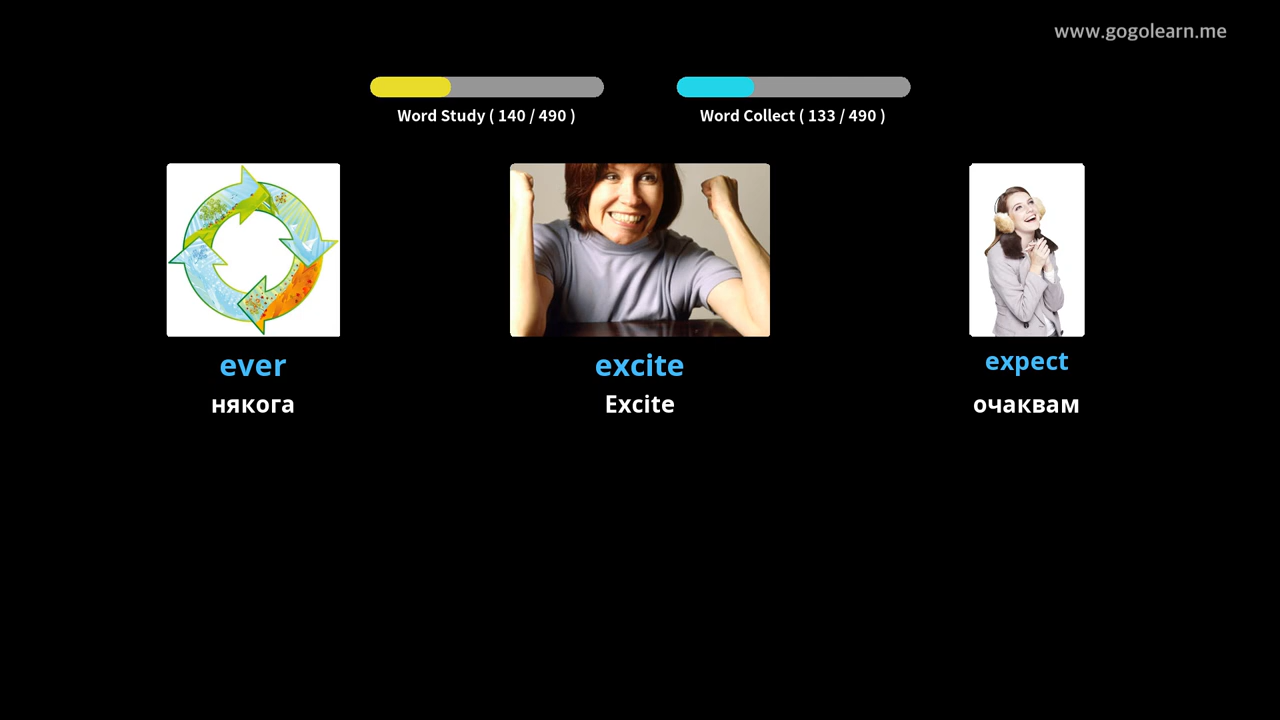 www.gogolearn.me
Word Study ( 140 / 490 )
Word Collect ( 133 / 490 )
ever
excite
expect
някога
Excite
очаквам